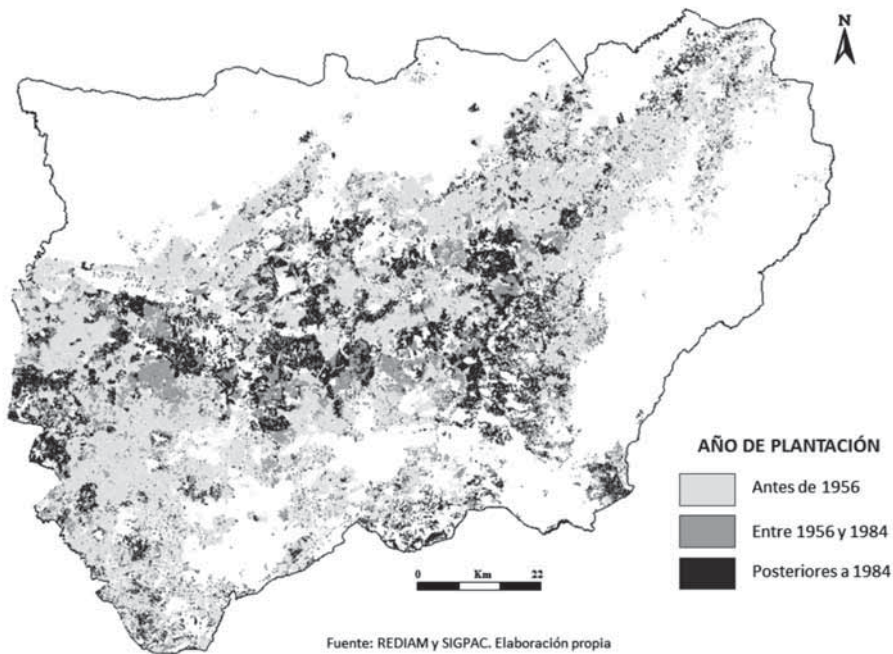 N
AÑO DE PLANTACIÓN
Antes de 1956
Entre 1956 y 1984
Posteriores a 1984
0 Km 22
Fuente: REDIAM y SIGPAC. Elaboración propia